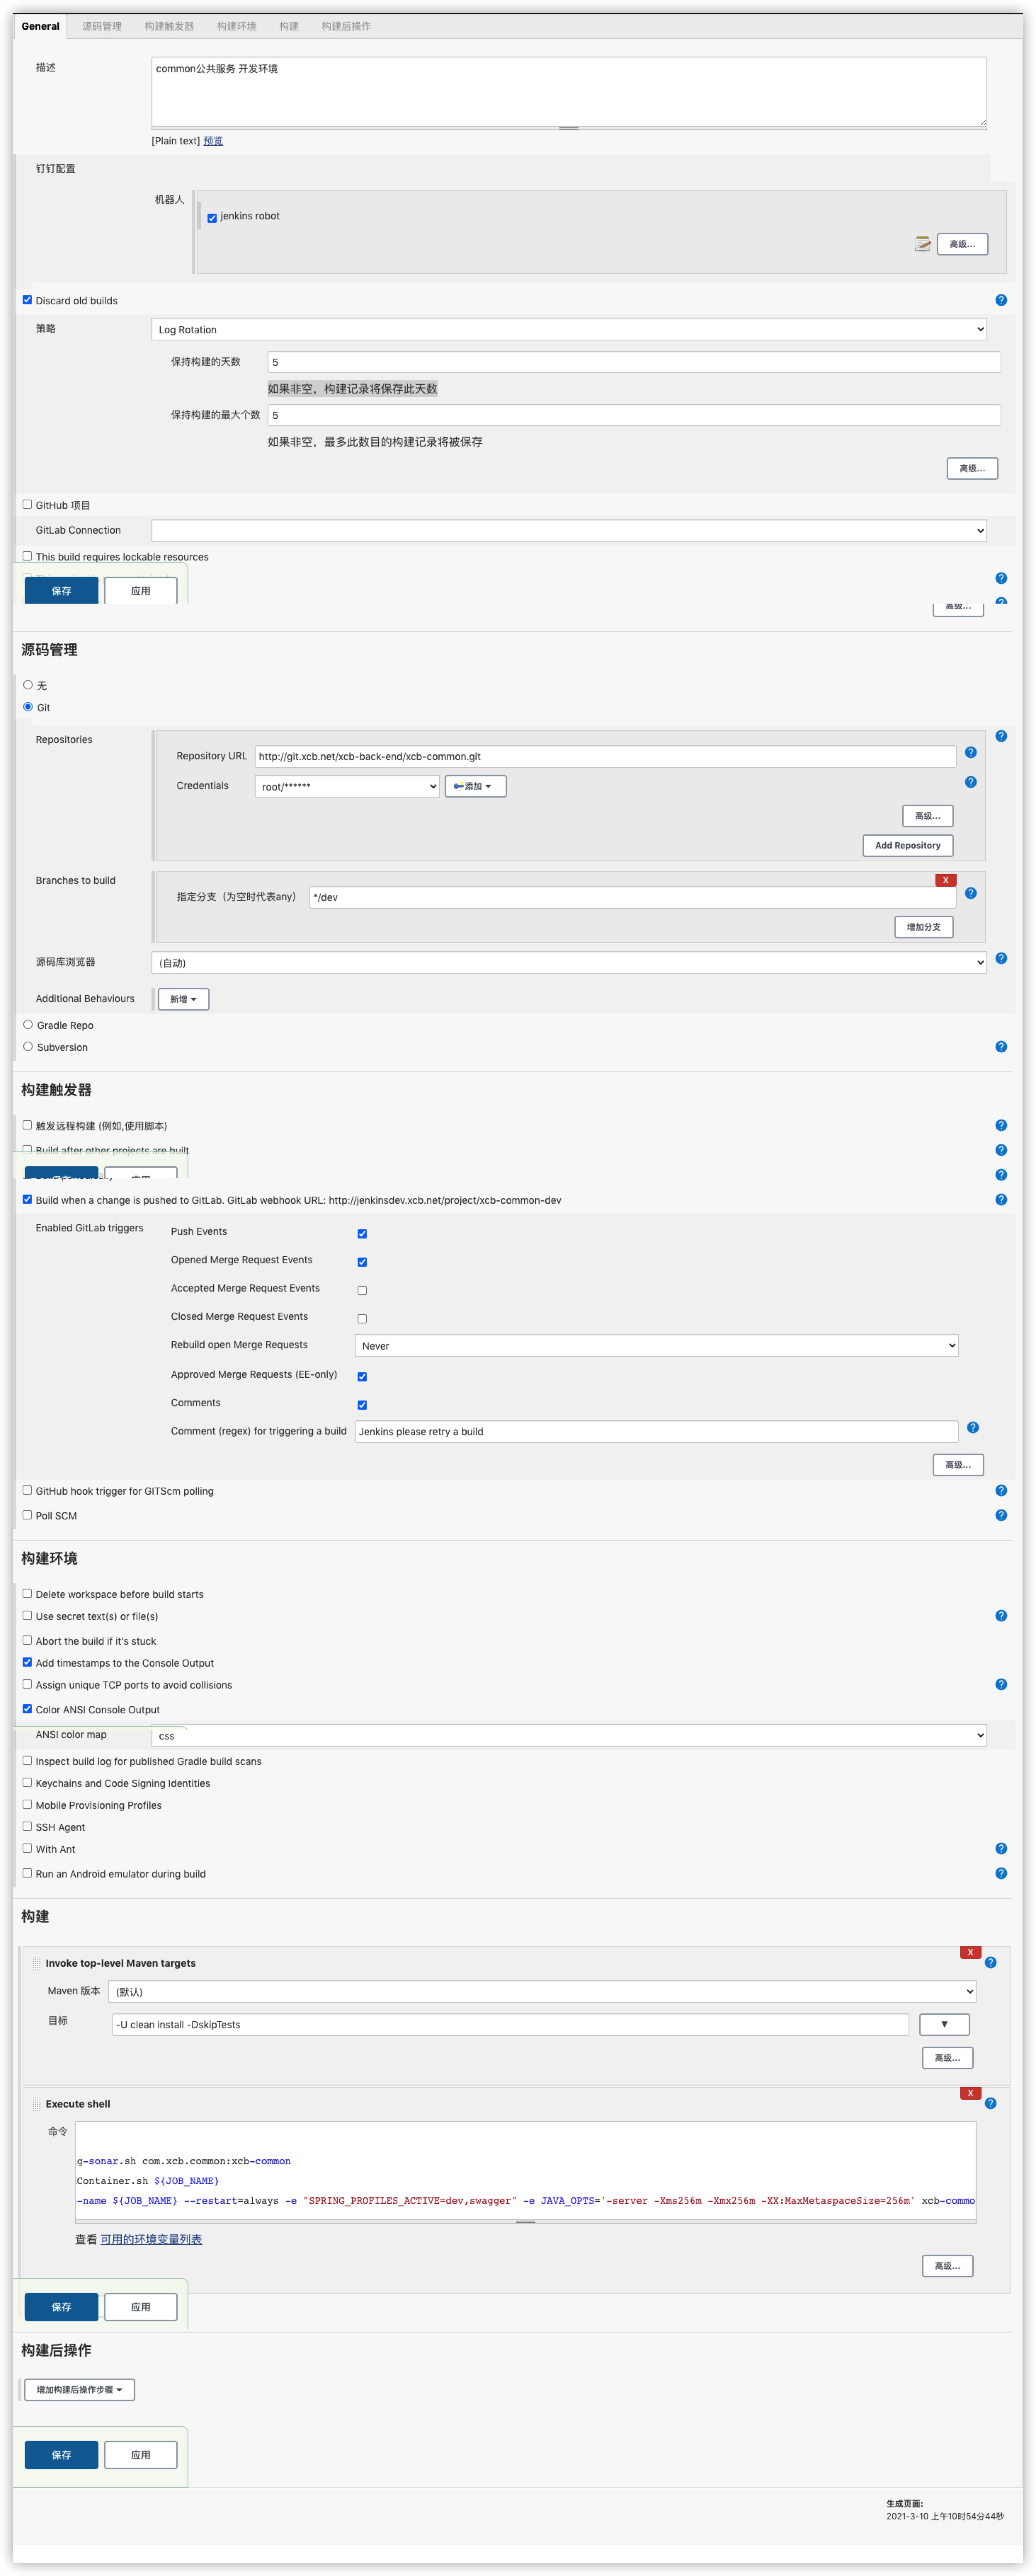 General 源码管理 构建触发器 构建环境 构建 构建后操作
描述
common公共服务 开发环境
[Plain text] 预览
钉钉配置
机器人
jenkins robot
高级...
Discard old builds
策略
Log Rotation
保持构建的天数
5
如果非空，构建记录将保存此天数
保持构建的最大个数
5
如果非空，最多此数目的构建记录将被保存
高级...
GitHub 项目
GitLab Connection
This build requires lockable resources
保存 应用
高级...
源码管理
无
Git
Repositories
Repository URL http://git.xcb.net/xcb-back-end/xcb-common.git
Credentials root/****** 添加
高级...
Add Repository
Branches to build
X
指定分支（为空时代表any） */dev
增加分支
源码库浏览器 (自动)
Additional Behaviours 新增
Gradle Repo
Subversion
构建触发器
触发远程构建 (例如,使用脚本)
Build after other projects are built
保存 应用
Build when a change is pushed to GitLab. GitLab webhook URL: http://jenkinsdev.xcb.net/project/xcb-common-dev
Enabled GitLab triggers
Push Events
Opened Merge Request Events
Accepted Merge Request Events
Closed Merge Request Events
Rebuild open Merge Requests Never
Approved Merge Requests (EE-only)
Comments
Comment (regex) for triggering a build Jenkins please retry a build
高级...
GitHub hook trigger for GITScm polling
Poll SCM
构建环境
Delete workspace before build starts
Use secret text(s) or file(s)
Abort the build if it's stuck
Add timestamps to the Console Output
Assign unique TCP ports to avoid collisions
Color ANSI Console Output
ANSI color map css
Inspect build log for published Gradle build scans
Keychains and Code Signing Identities
Mobile Provisioning Profiles
SSH Agent
With Ant
Run an Android emulator during build
构建
X
Invoke top-level Maven targets
Maven 版本 (默认)
目标 -U clean install -DskipTests
高级...
X
Execute shell
命令
g-sonar.sh com.xcb.common:xcb-common
Container.sh ${JOB_NAME}
-name ${JOB_NAME} --restart=always -e "SPRING_PROFILES_ACTIVE=dev,swagger" -e JAVA_OPTS='-server -Xms256m -Xmx256m -XX:MaxMetaspaceSize=256m' xcb-commo
查看 可用的环境变量列表
高级...
保存 应用
构建后操作
增加构建后操作步骤
保存 应用
生成页面:
2021-3-10 上午10时54分44秒